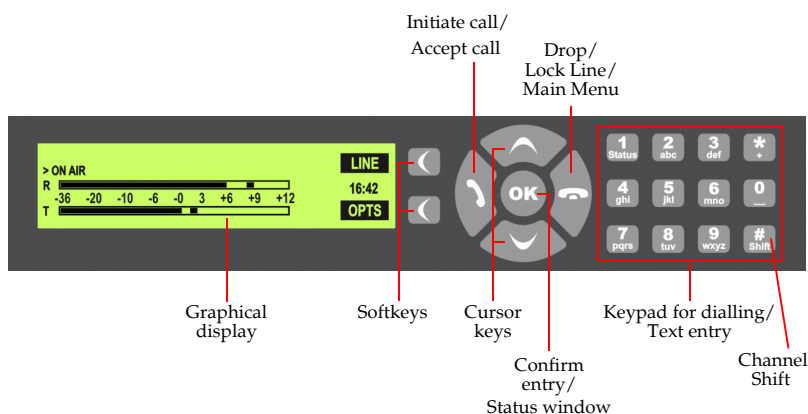 Initiate call/
Accept call
Drop/
Lock Line/
Main Menu
> ON AIR
LINE
R
16:42
-36 -20 -10 -6 -0 3 +6 +9 +12
T
OPTS
OK
1
Status
2
abc
3
def
*
+
4
ghi
5
jkl
6
mno
0
7
pqrs
8
tuv
9
wxyz
#
Shift
Graphical
display
Softkeys
Cursor
keys
Keypad for dialling/
Text entry
Confirm
entry/
Status window
Channel
Shift